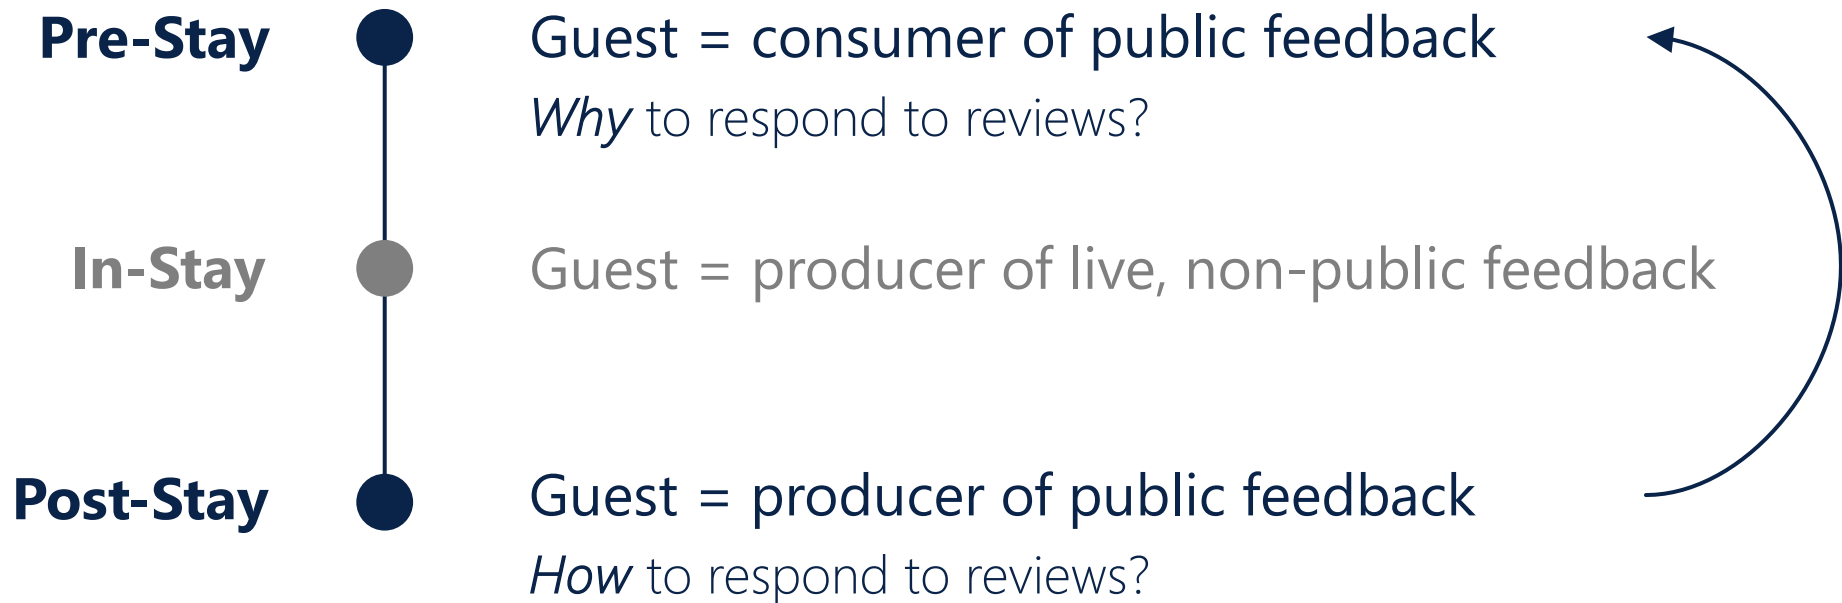 Pre-Stay
Guest = consumer of public feedback
Why to respond to reviews?
In-Stay
Guest = producer of live, non-public feedback
Post-Stay
Guest = producer of public feedback
How to respond to reviews?